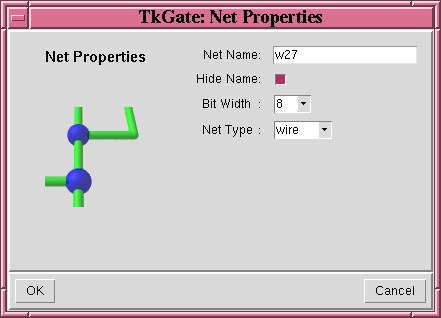 TkGate: Net Properties
Net Properties
Net Name: w27
Hide Name:
Bit Width : 8
Net Type : wire
OK Cancel